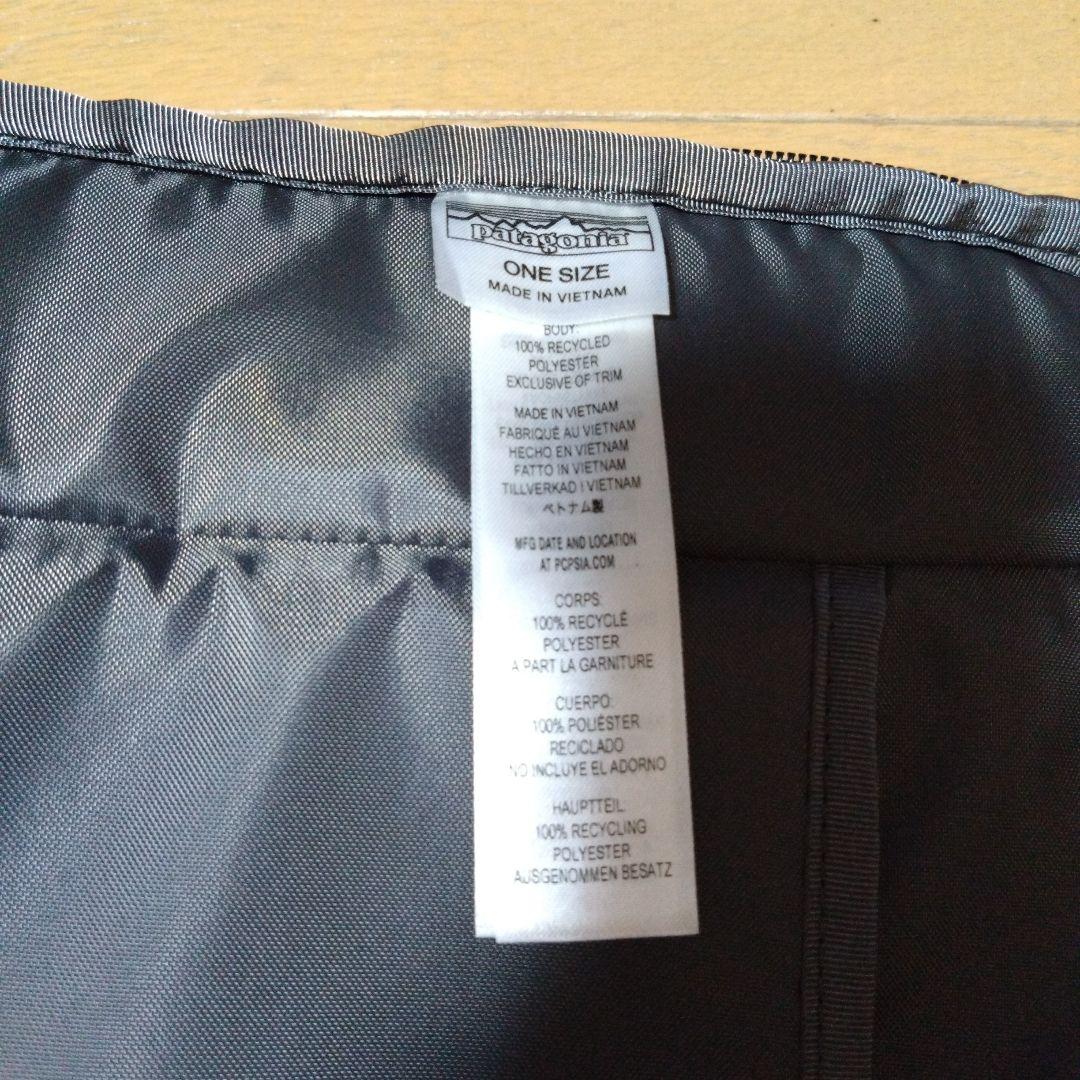 patagonia
ONE SIZE
MADE IN VIETNAM
BODY:
100% RECYCLED
POLYESTER
EXCLUSIVE OF TRIM
MADE IN VIETNAM
FABRIQUÉ AU VIETNAM
HECHO EN VIETNAM
FATTO IN VIETNAM
TILLVERKAD I VIETNAM
ベトナム製
MFG DATE AND LOCATION
AT PCPSIA.COM
CORPS:
100% RECYCLÉ
POLYESTER
A PART LA GARNITURE
CUERPO:
100% POLIÉSTER
RECICLADO
NO INCLUYE EL ADORNO
HAUPTTEIL:
100% RECYCLING
POLYESTER
AUSGENOMMEN BESATZ